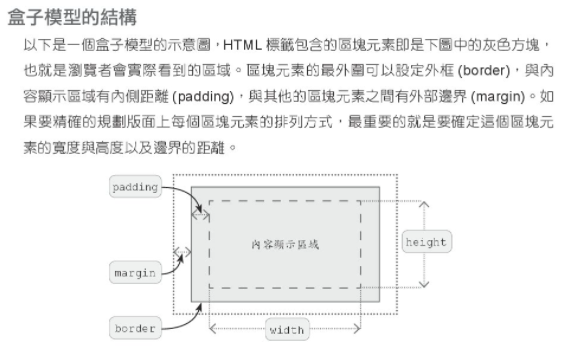 盒子模型的結構
以下是一個盒子模型的示意圖，HTML 標籤包含的區塊元素即是下圖中的灰色方塊，
也就是瀏覽者會實際看到的區域。區塊元素的最外圍可以設定外框 (border)，與內
容顯示區域有內側距離 (padding)，與其他的區塊元素之間有外部邊界 (margin)。如
果要精確的規劃版面上每個區塊元素的排列方式，最重要的就是要確定這個區塊元
素的寬度與高度以及邊界的距離。
padding
內容顯示區域
height
margin
border
width